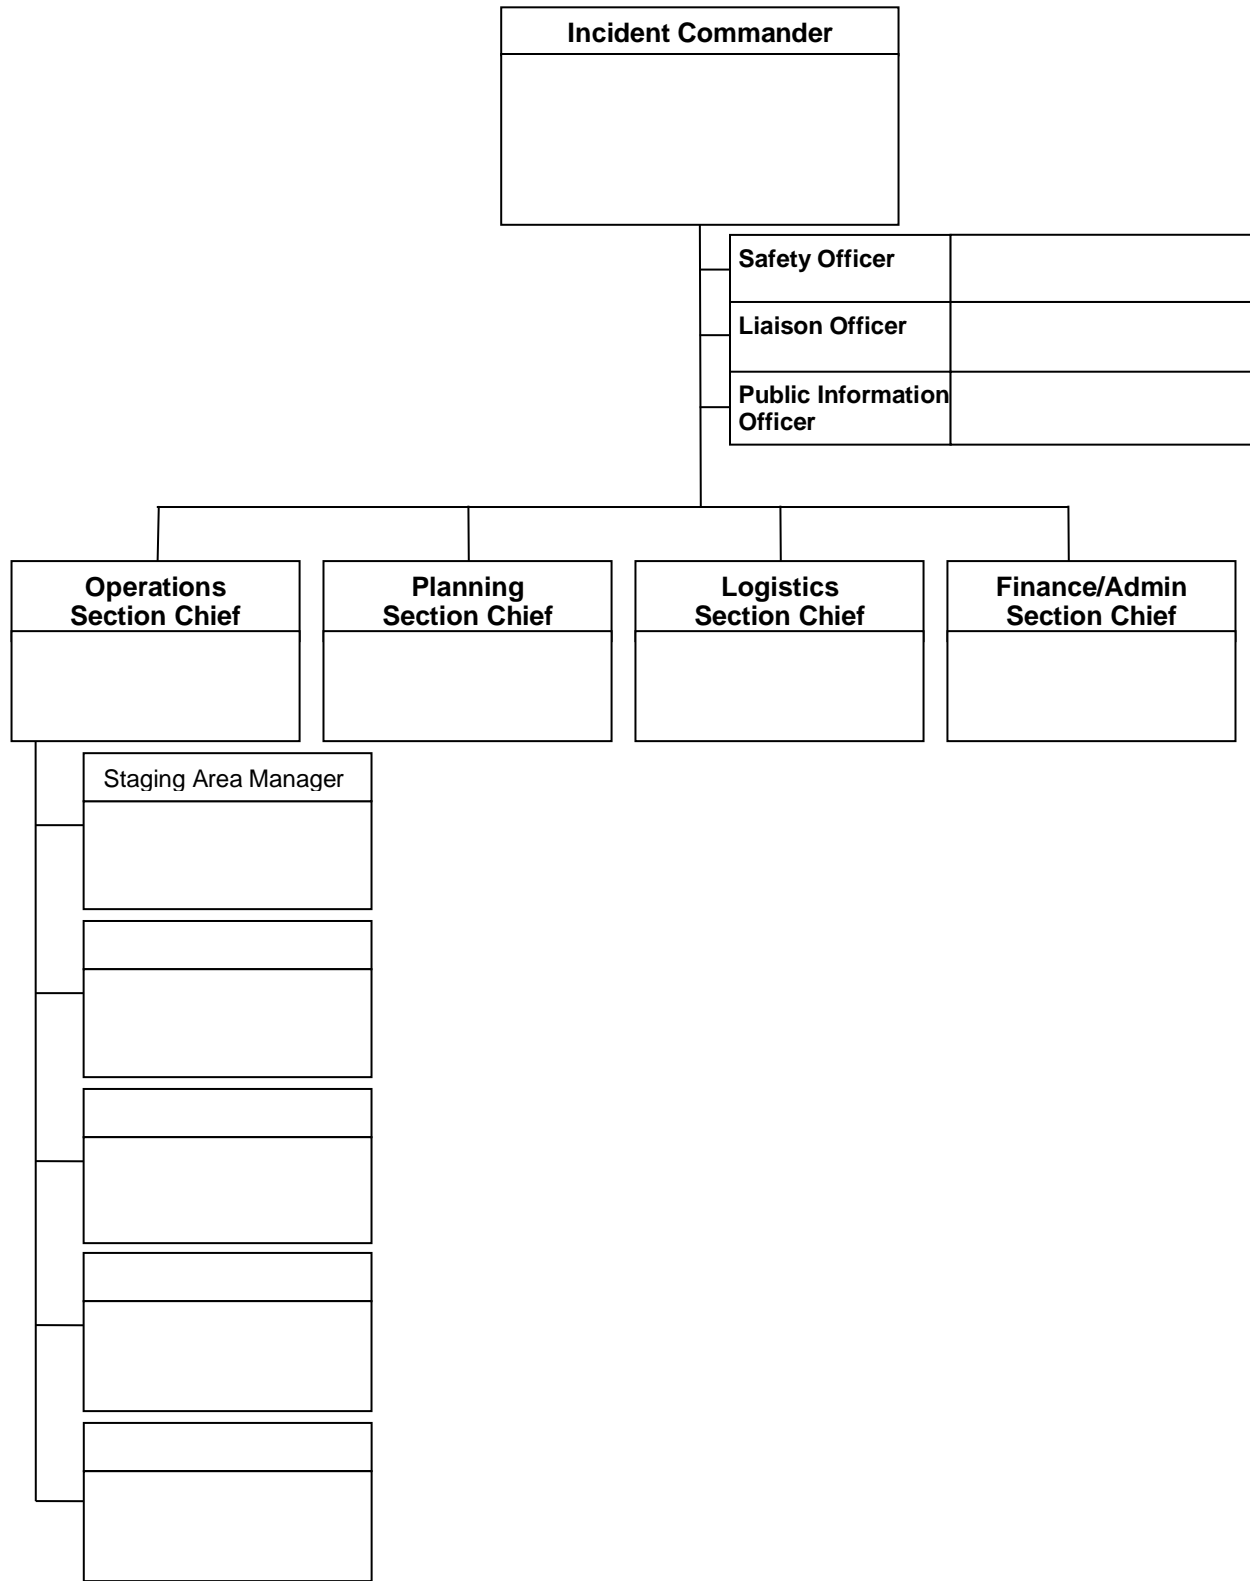 Incident Commander
Safety Officer
Liaison Officer
Public Information
Officer
Operations
Section Chief
Planning
Section Chief
Logistics
Section Chief
Finance/Admin
Section Chief
Staging Area Manager